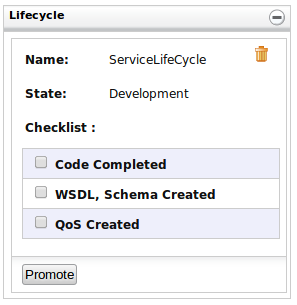 Lifecycle
Name: ServiceLifeCycle
State: Development
Checklist :
Code Completed
WSDL, Schema Created
QoS Created
Promote